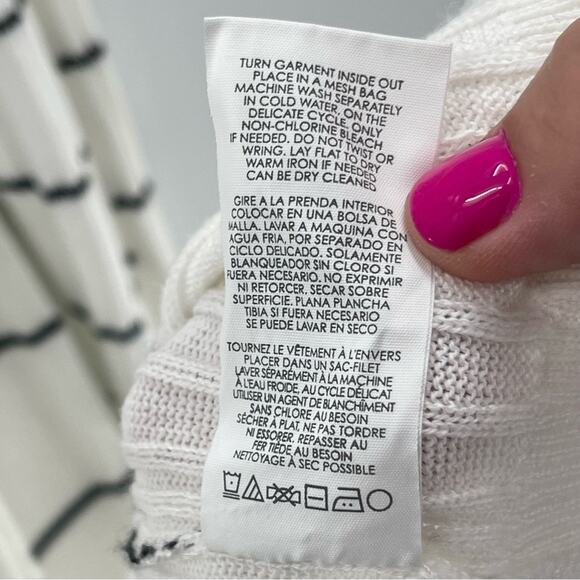 TURN GARMENT INSIDE OUT
PLACE IN A MESH BAG
MACHINE WASH SEPARATELY
IN COLD WATER, ON THE
DELICATE CYCLE. ONLY
NON-CHLORINE BLEACH
IF NEEDED. DO NOT TWIST OR
WRING. LAY FLAT TO DRY
WARM IRON IF NEEDED
CAN BE DRY CLEANED
GIRE A LA PRENDA INTERIOR
COLOCAR EN UNA BOLSA DE
MALLA. LAVAR A MAQUINA CON
AGUA FRIA, POR SEPARADO EN
CICLO DELICADO. SOLAMENTE
BLANQUEADOR SIN CLORO SI
FUERA NECESARIO. NO EXPRIMIR
NI RETORCER. SECAR SOBRE
SUPERFICIE. PLANA PLANCHA
TIBIA SI FUERA NECESARIO
SE PUEDE LAVAR EN SECO
TOURNEZ LE VÊTEMENT À L'ENVERS
PLACER DANS UN SAC-FILET
LAVER SÉPARÉMENT À LA MACHINE
À L'EAU FROIDE, AU CYCLE DÉLICAT
UTILISER UN AGENT DE BLANCHÎMENT
SANS CHLORE AU BESOIN
SÉCHER À PLAT, NE PAS TORDRE
NI ESSORER. REPASSER AU
FER TIÈDE AU BESOIN
NETTOYAGE À SEC POSSIBLE